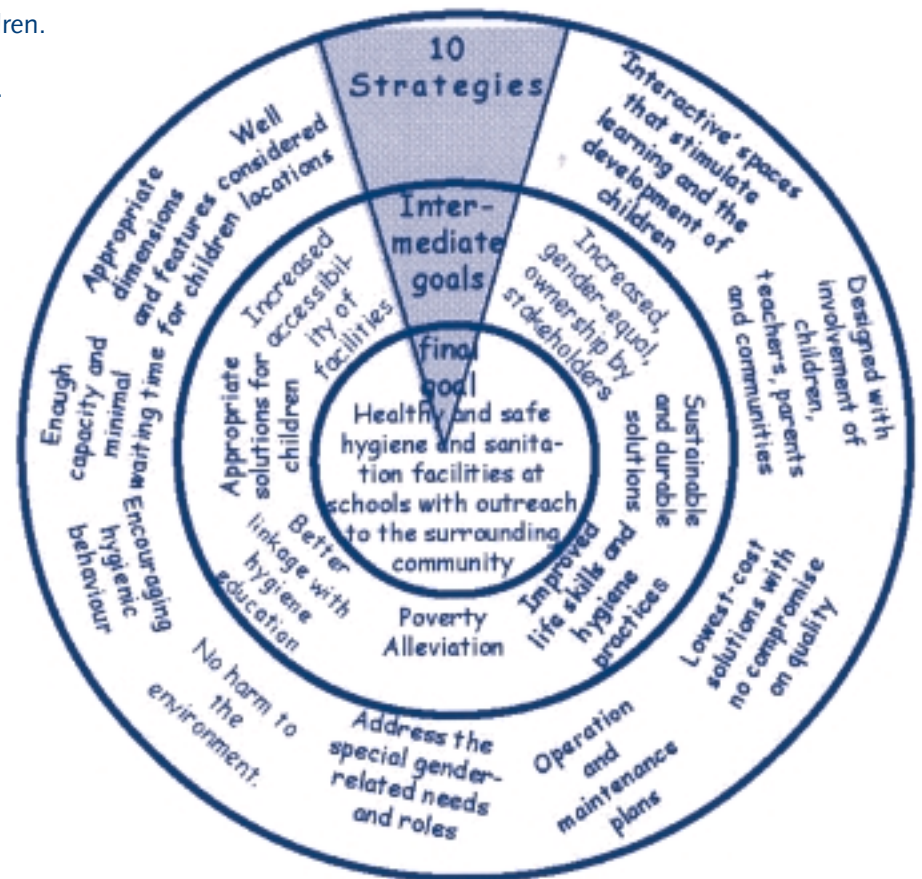 ren.
10
Strategies
Inter-
mediate
goals
final
goal
Healthy and safe
hygiene and sanita-
tion facilities at
schools with outreach
to the surrounding
community
'Interactive' spaces
that stimulate
learning and the
development of
children
Designed with
involvement of
children,
teachers, parents
and communities
Lowest-cost
solutions with
no compromise
on quality
Operation
and
maintenance
plans
Address the
special gender-
related needs
and roles
No harm to
the
environment.
Encouraging
hygienic
behaviour
Enough
capacity and
minimal
waiting time
Appropriate
dimensions
and features
for children
Well
considered
locations
Increased,
gender-equal,
ownership by
stakeholders
Sustainable
and durable
solutions
Improved
life skills and
hygiene
practices
Poverty
Alleviation
Better
linkage with
hygiene
education
Appropriate
solutions for
children
Increased
accessibil-
ity of
facilities